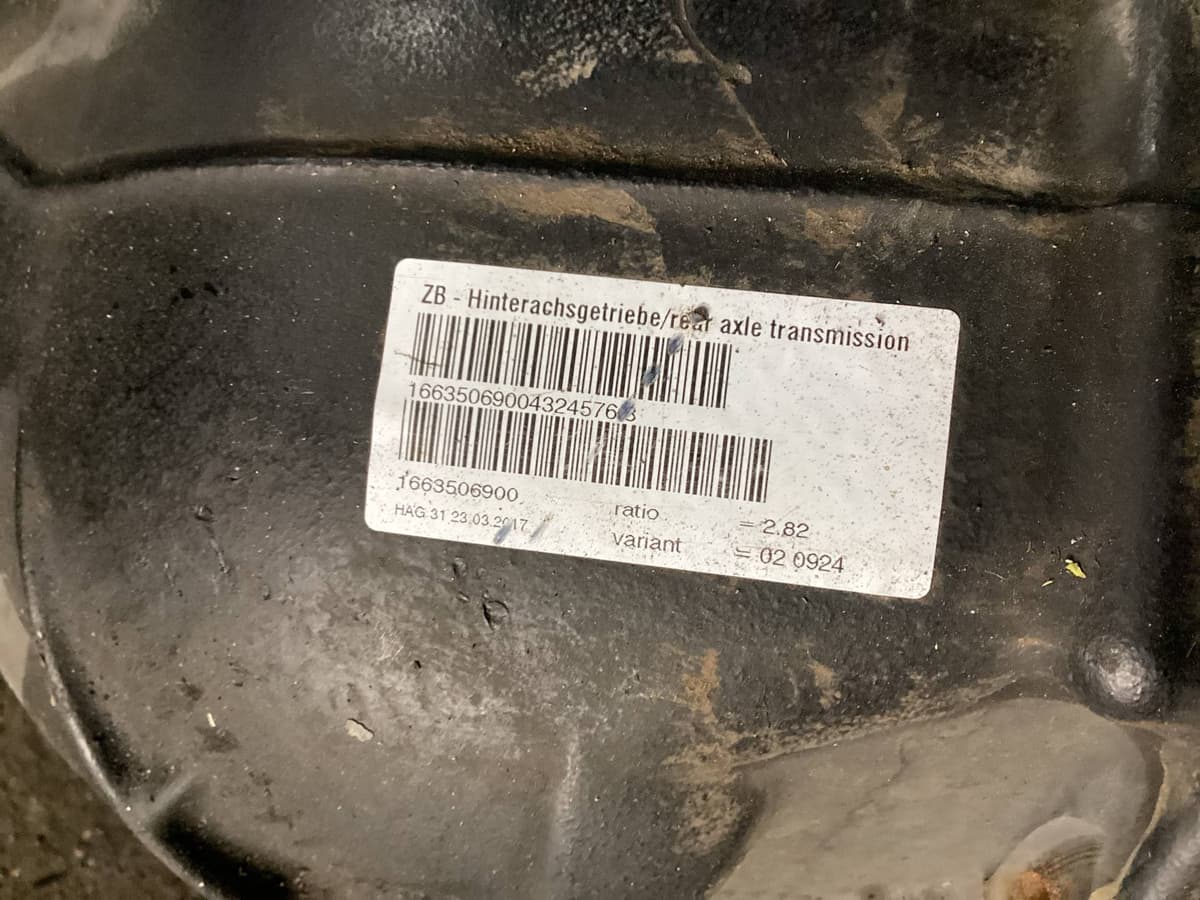 ZB - Hinterachsgetriebe/rear axle transmission
1663506900
ratio = 2.82
HAG 31 23.03.2017
variant = 02 0924